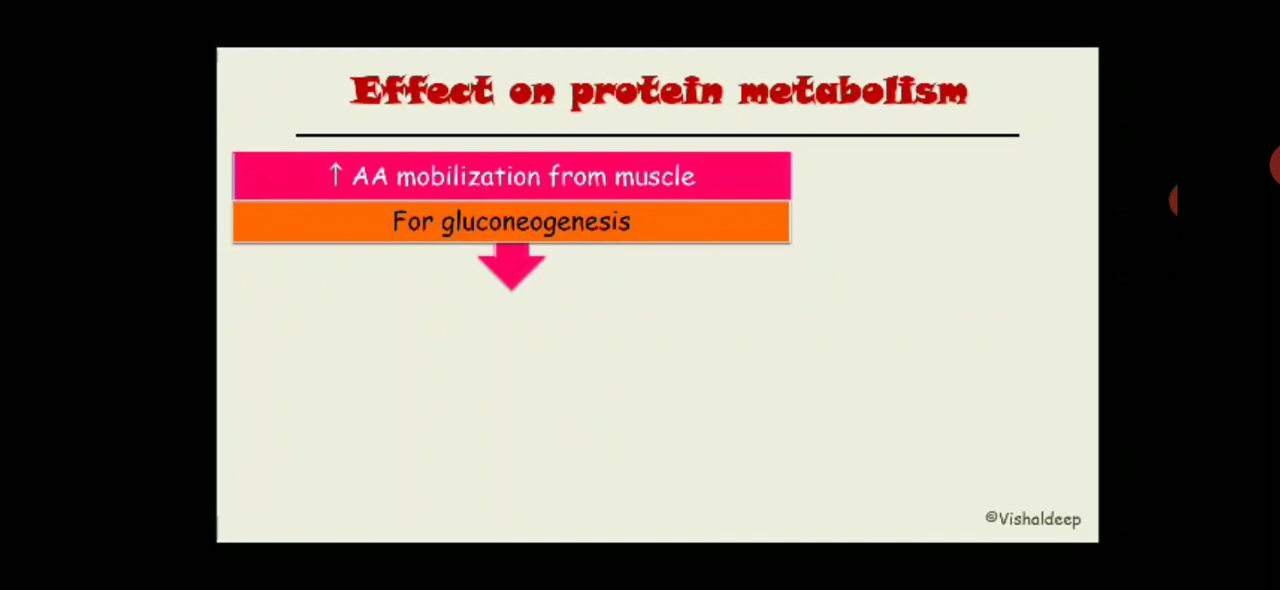 Effect on protein metabolism
↑ AA mobilization from muscle
For gluconeogenesis
©Vishaldeep